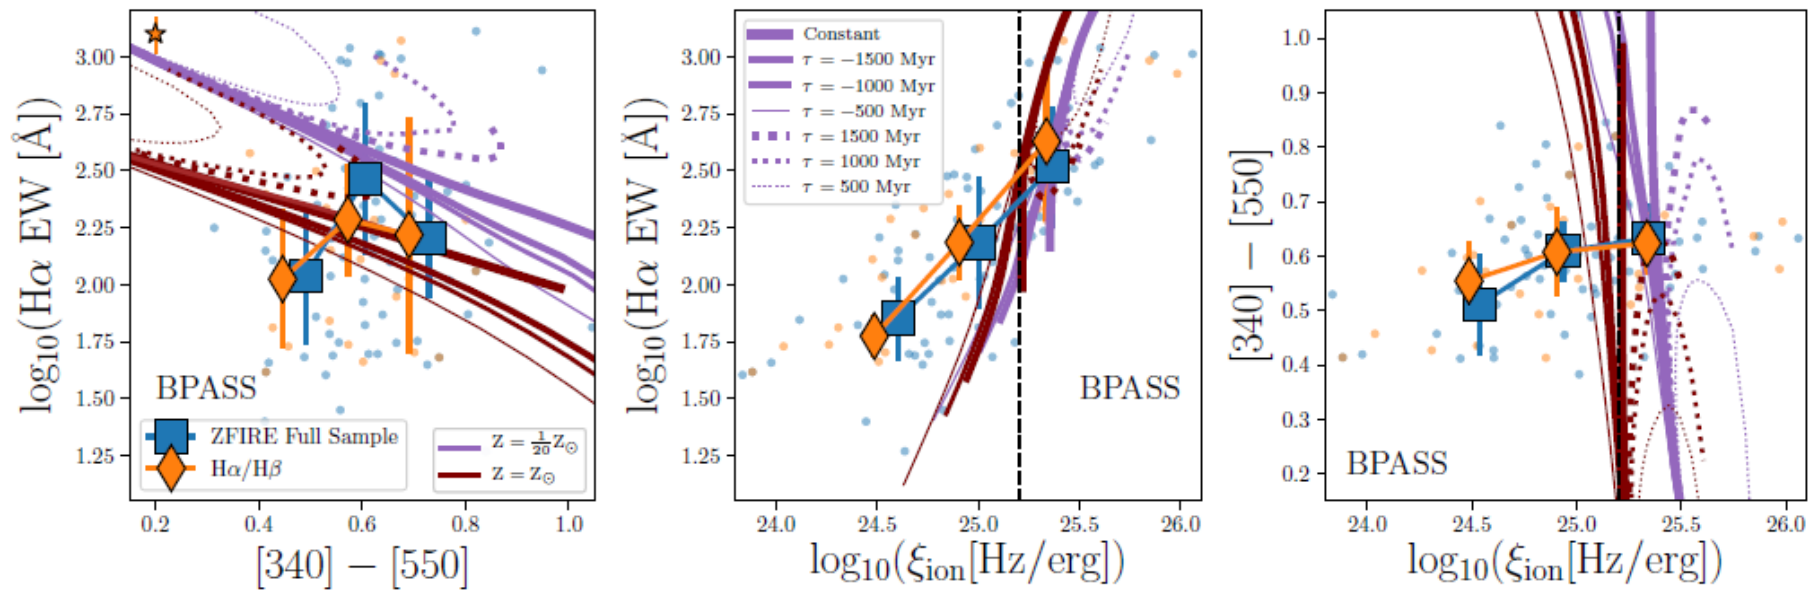 3.00
2.75
2.50
2.25
2.00
1.75
1.50
1.25
log₁₀(Hα EW [Å])
BPASS
ZFIRE Full Sample
Hα/Hβ
Z = 1/20 Z⊙
Z = Z⊙
0.2 0.4 0.6 0.8 1.0
[340] − [550]
3.00
2.75
2.50
2.25
2.00
1.75
1.50
1.25
log₁₀(Hα EW [Å])
Constant
τ = −1500 Myr
τ = −1000 Myr
τ = −500 Myr
τ = 1500 Myr
τ = 1000 Myr
τ = 500 Myr
BPASS
24.0 24.5 25.0 25.5 26.0
log₁₀(ξion[Hz/erg])
1.0
0.9
0.8
0.7
0.6
0.5
0.4
0.3
0.2
[340] − [550]
BPASS
24.0 24.5 25.0 25.5 26.0
log₁₀(ξion[Hz/erg])